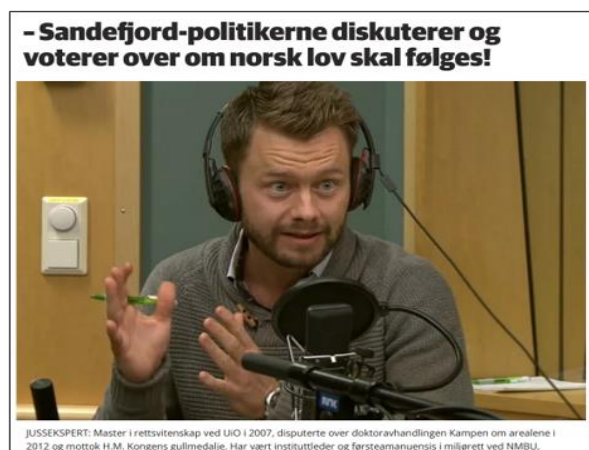 – Sandefjord-politikerne diskuterer og
voterer over om norsk lov skal følges!
NRK
JUSSEKSPERT: Master i rettsvitenskap ved UiO i 2007, disputerte over doktoravhandlingen Kampen om arealene i
2012 og mottok H.M. Kongens gullmedalje. Har vært instituttleder og førsteamanuensis i miljørett ved NMBU.